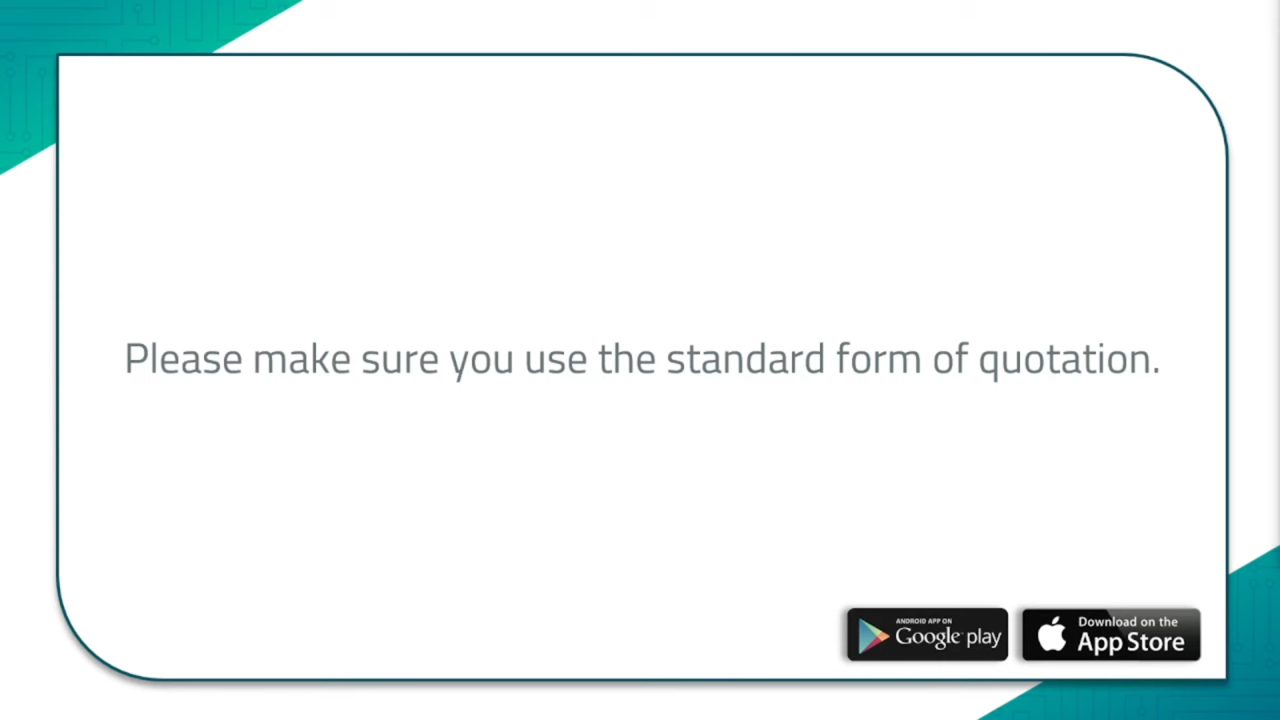 Please make sure you use the standard form of quotation.
ANDROID APP ON
Google play
Download on the
App Store